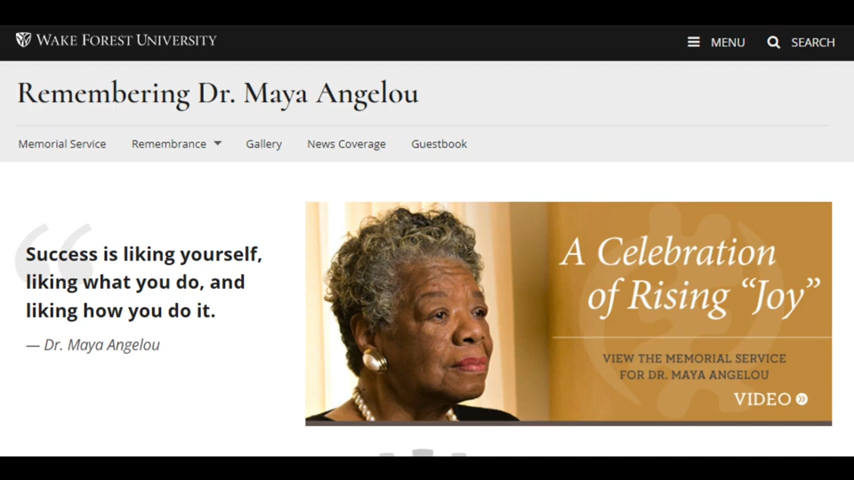 WAKE FOREST UNIVERSITY
MENU
SEARCH
Remembering Dr. Maya Angelou
Memorial Service
Remembrance
Gallery
News Coverage
Guestbook
Success is liking yourself,
liking what you do, and
liking how you do it.
— Dr. Maya Angelou
A Celebration
of Rising “Joy”
VIEW THE MEMORIAL SERVICE
FOR DR. MAYA ANGELOU
VIDEO